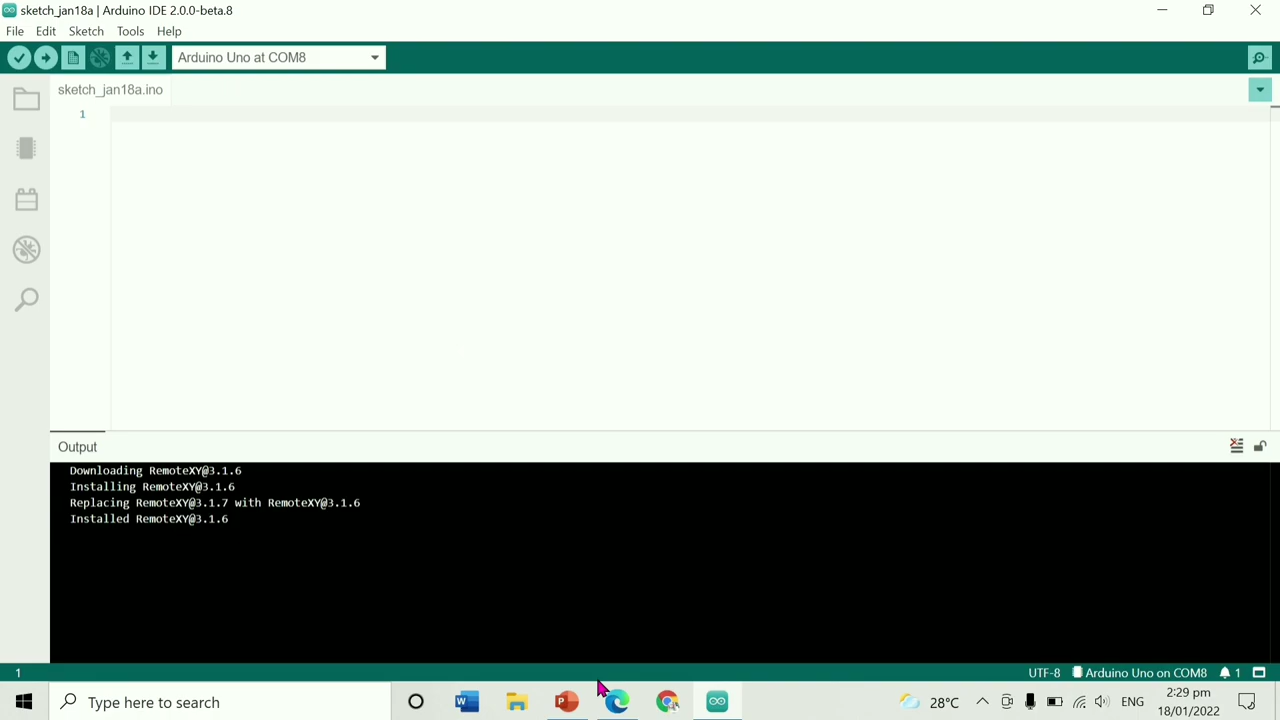 sketch_jan18a | Arduino IDE 2.0.0-beta.8
File Edit Sketch Tools Help
Arduino Uno at COM8
sketch_jan18a.ino
1
Output
Downloading RemoteXY@3.1.6
Installing RemoteXY@3.1.6
Replacing RemoteXY@3.1.7 with RemoteXY@3.1.6
Installed RemoteXY@3.1.6
1 UTF-8 Arduino Uno on COM8 1
Type here to search 28°C ENG 2:29 pm
18/01/2022